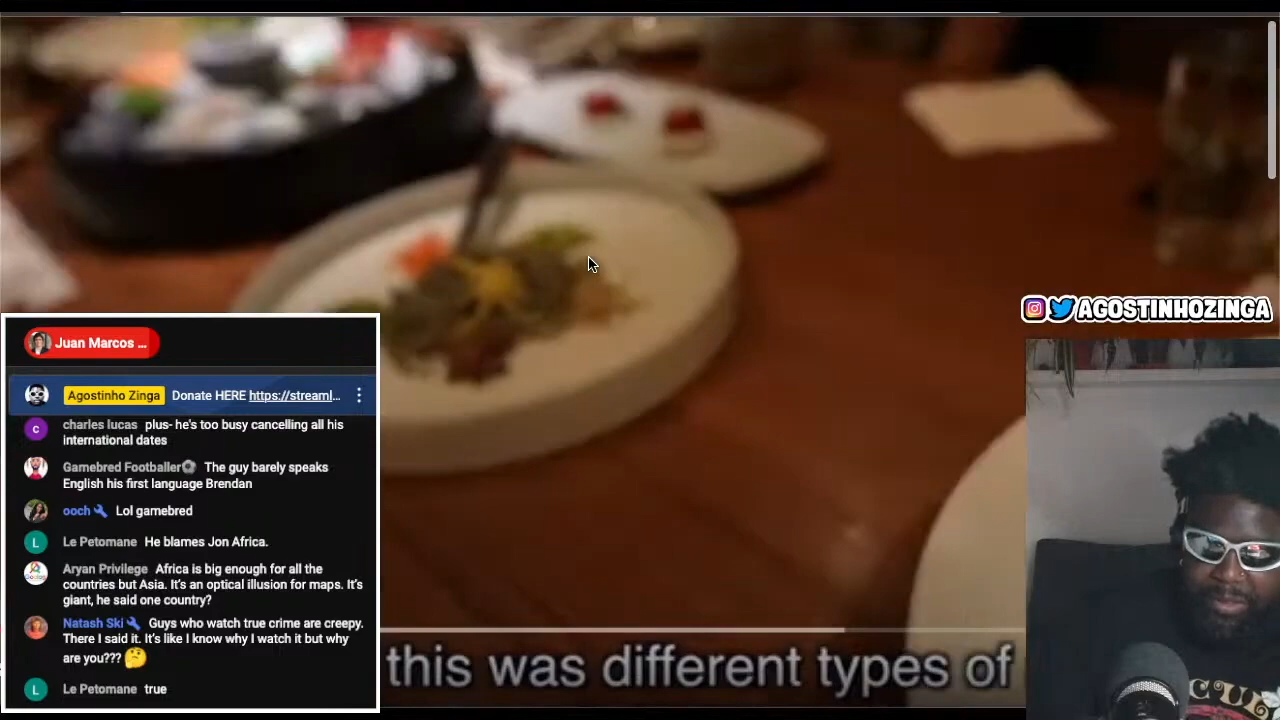 AGOSTINHOZINGA
Juan Marcos ...
Agostinho Zinga Donate HERE https://streaml...
charles lucas plus- he's too busy cancelling all his
international dates
Gamebred Footballer The guy barely speaks
English his first language Brendan
ooch Lol gamebred
Le Petomane He blames Jon Africa.
Aryan Privilege Africa is big enough for all the
countries but Asia. It's an optical illusion for maps. It's
giant, he said one country?
Natash Ski Guys who watch true crime are creepy.
There I said it. It's like I know why I watch it but why
are you???
Le Petomane true
this was different types of